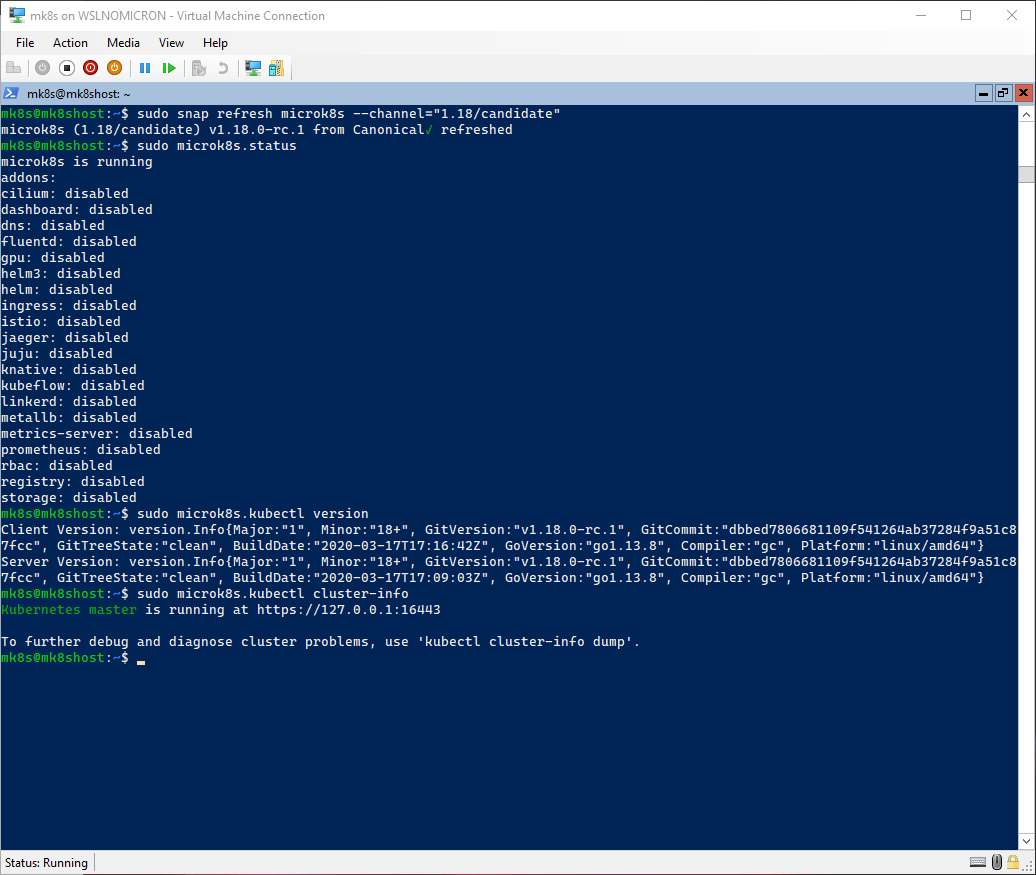 mk8s on WSLNOMICRON - Virtual Machine Connection
File Action Media View Help
mk8s@mk8shost: ~
mk8s@mk8shost:~$ sudo snap refresh microk8s --channel="1.18/candidate"
microk8s (1.18/candidate) v1.18.0-rc.1 from Canonical✓ refreshed
mk8s@mk8shost:~$ sudo microk8s.status
microk8s is running
addons:
cilium: disabled
dashboard: disabled
dns: disabled
fluentd: disabled
gpu: disabled
helm3: disabled
helm: disabled
ingress: disabled
istio: disabled
jaeger: disabled
juju: disabled
knative: disabled
kubeflow: disabled
linkerd: disabled
metallb: disabled
metrics-server: disabled
prometheus: disabled
rbac: disabled
registry: disabled
storage: disabled
mk8s@mk8shost:~$ sudo microk8s.kubectl version
Client Version: version.Info{Major:"1", Minor:"18+", GitVersion:"v1.18.0-rc.1", GitCommit:"dbbed7806681109f541264ab37284f9a51c8
7fcc", GitTreeState:"clean", BuildDate:"2020-03-17T17:16:42Z", GoVersion:"go1.13.8", Compiler:"gc", Platform:"linux/amd64"}
Server Version: version.Info{Major:"1", Minor:"18+", GitVersion:"v1.18.0-rc.1", GitCommit:"dbbed7806681109f541264ab37284f9a51c8
7fcc", GitTreeState:"clean", BuildDate:"2020-03-17T17:09:03Z", GoVersion:"go1.13.8", Compiler:"gc", Platform:"linux/amd64"}
mk8s@mk8shost:~$ sudo microk8s.kubectl cluster-info
Kubernetes master is running at https://127.0.0.1:16443
To further debug and diagnose cluster problems, use 'kubectl cluster-info dump'.
mk8s@mk8shost:~$
Status: Running